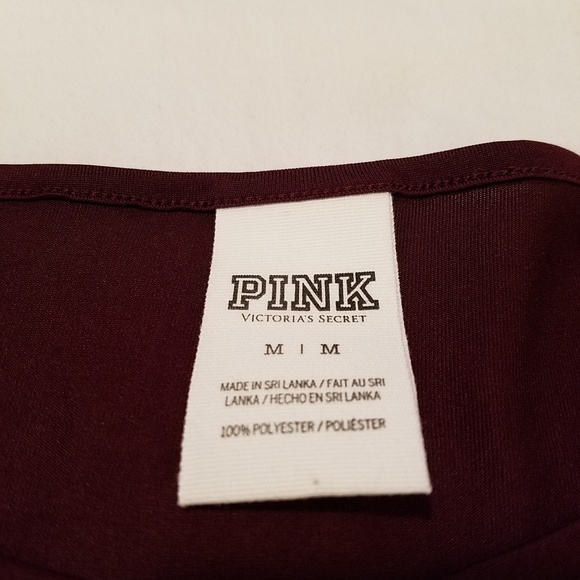 PINK
VICTORIA'S SECRET
M | M
MADE IN SRI LANKA / FAIT AU SRI
LANKA / HECHO EN SRI LANKA
100% POLYESTER / POLIÉSTER